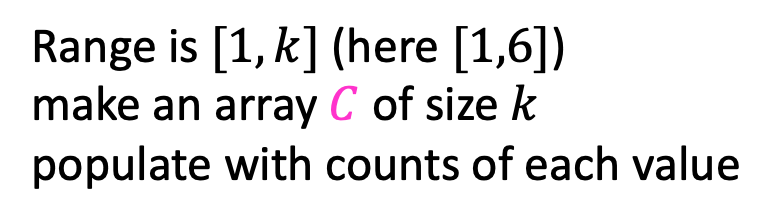 Range is [1, k] (here [1,6])
make an array C of size k
populate with counts of each value